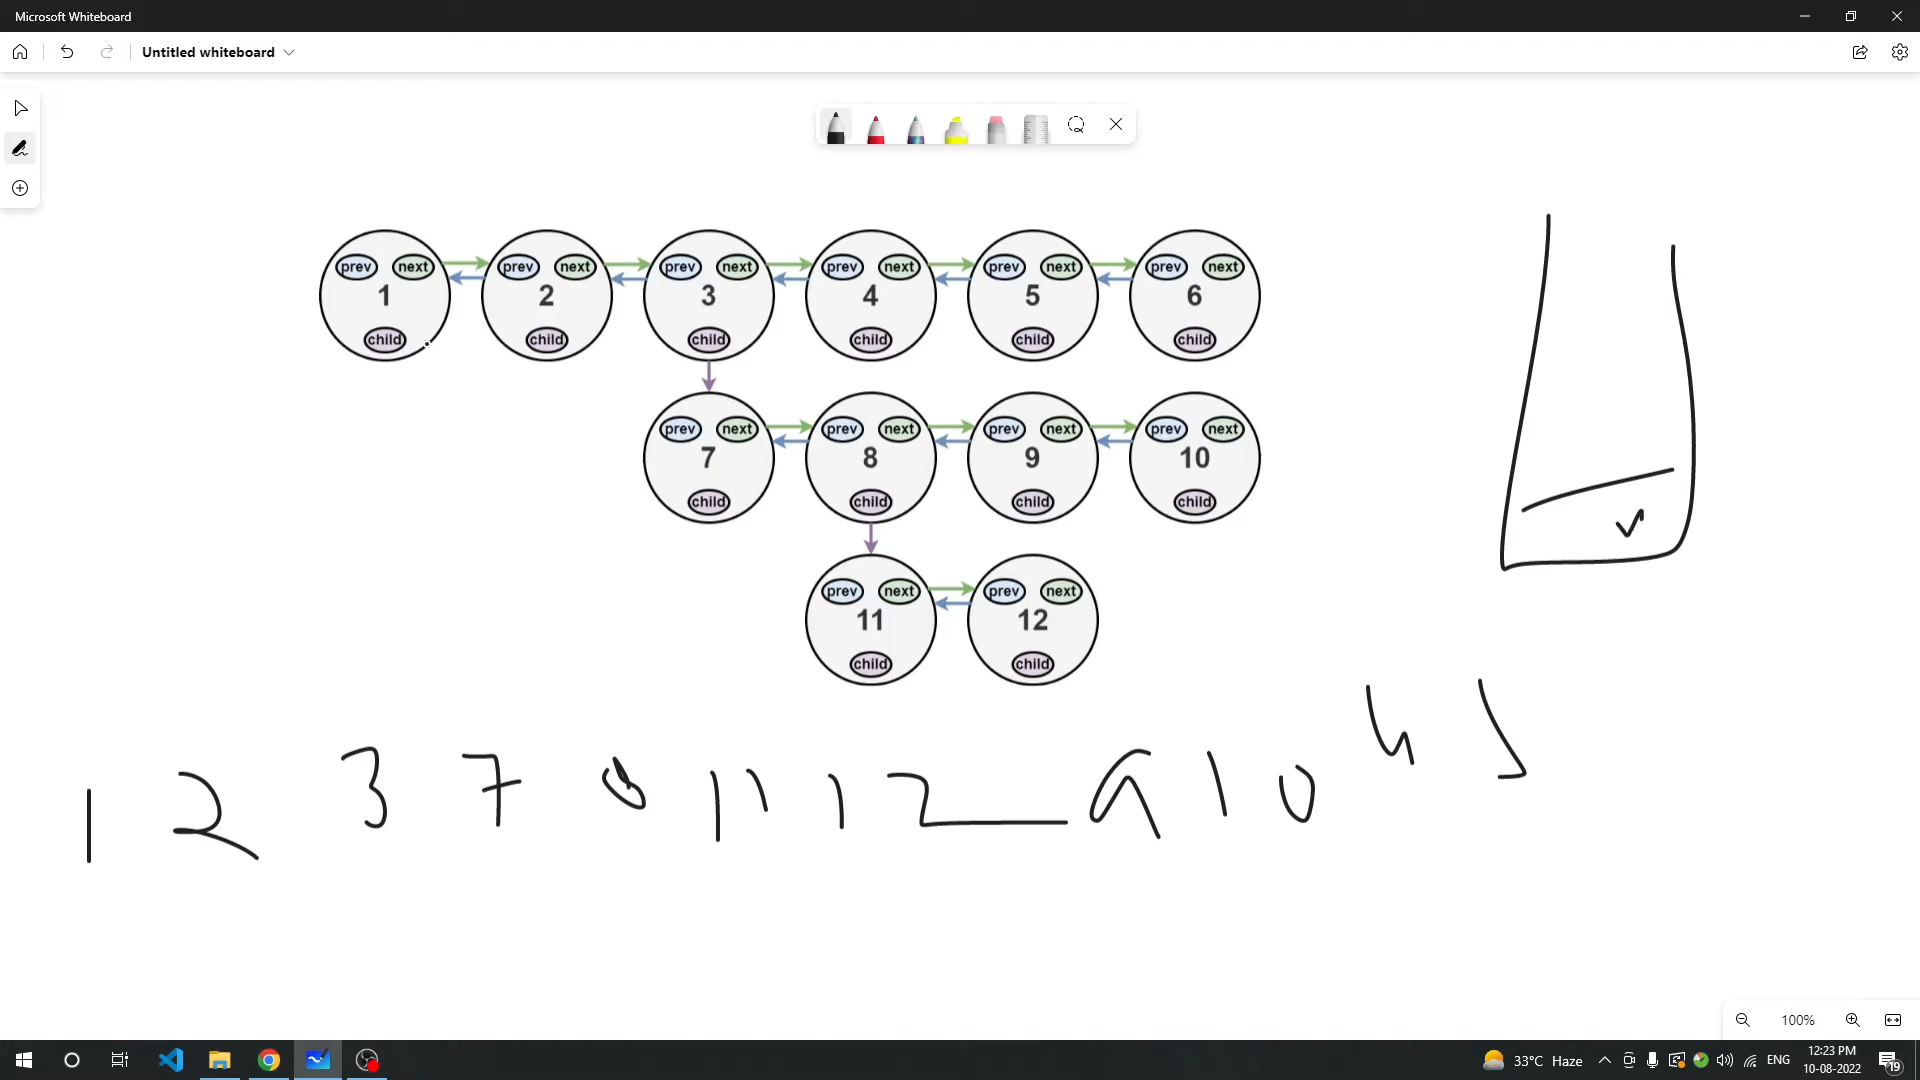 Microsoft Whiteboard
Untitled whiteboard
prev next prev next prev next prev next prev next prev next
1 2 3 4 5 6
child child child child child child
prev next prev next prev next prev next
7 8 9 10
child child child child
prev next prev next
11 12
child child
1 2 3 7 8 11 12 9 10 4 5
100%
33°C Haze ENG 12:23 PM
10-08-2022 19